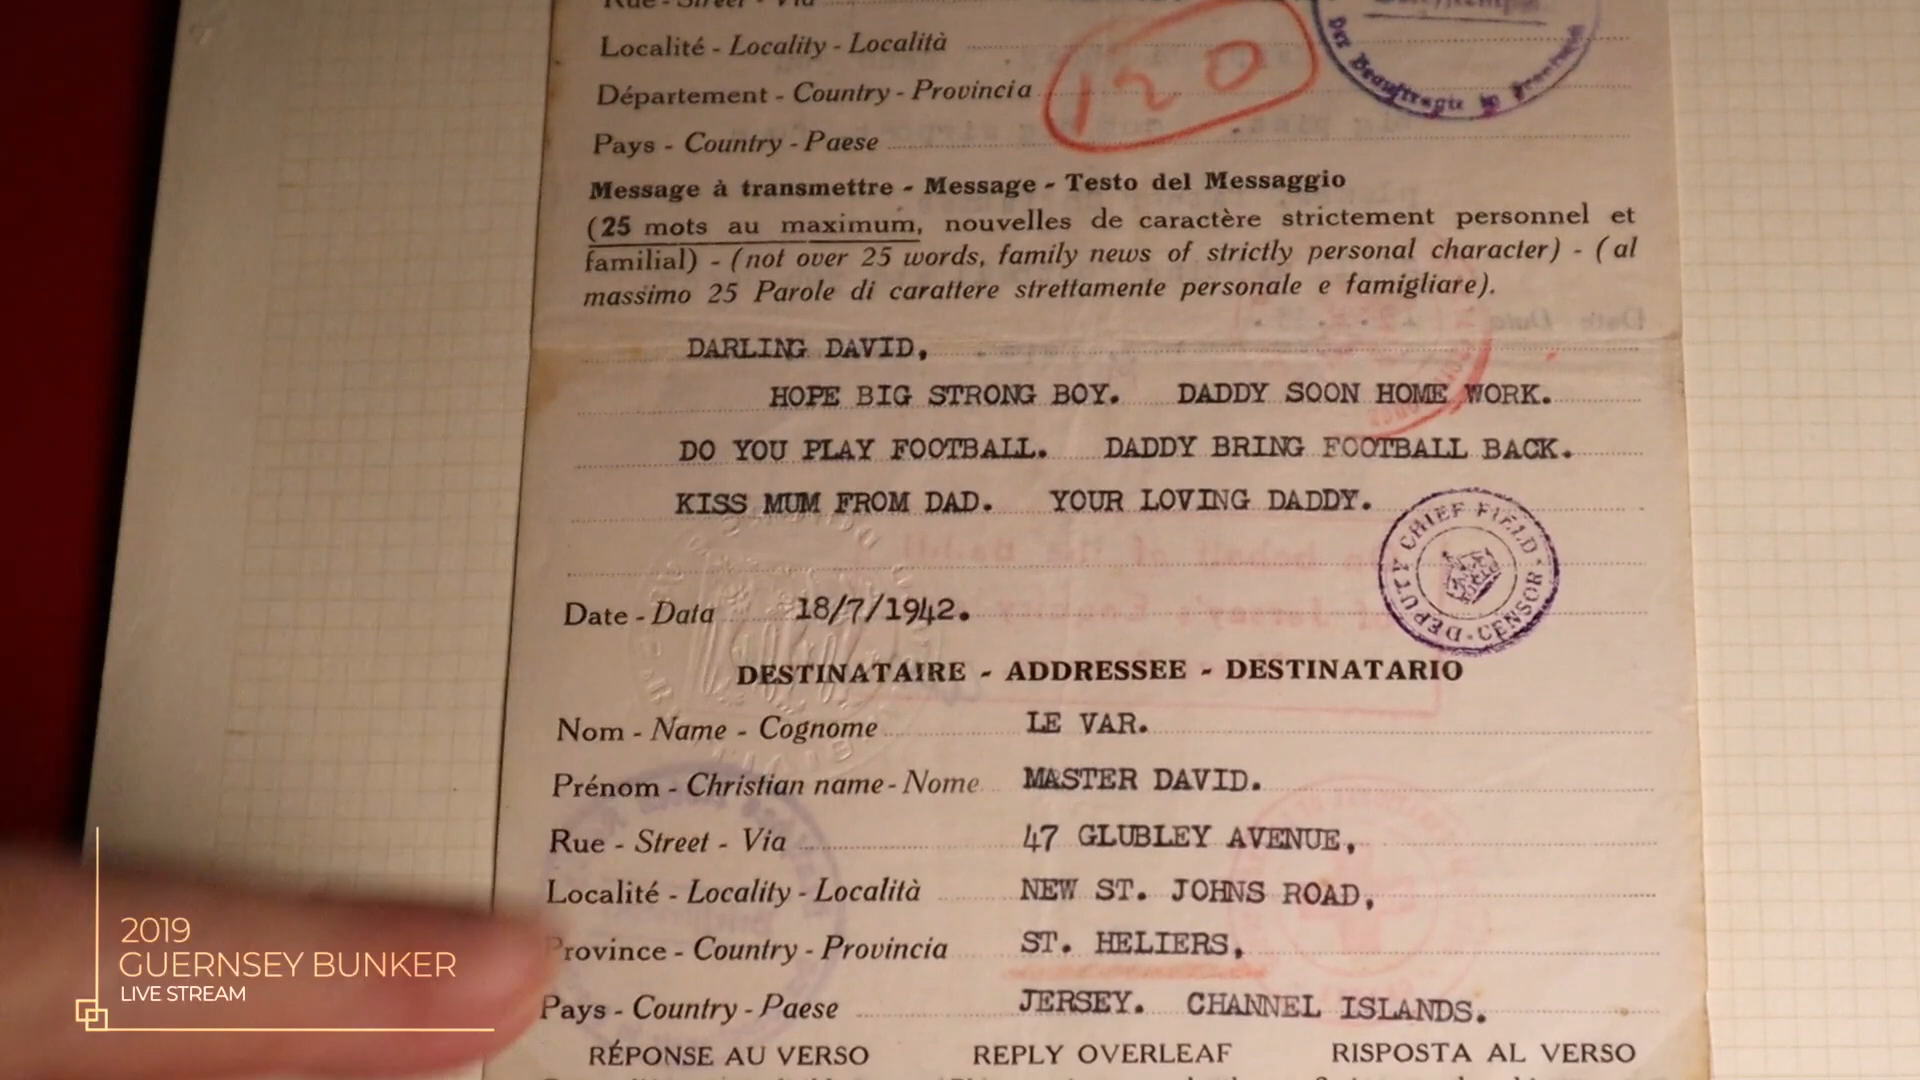 Rue - Street - Via
Localité - Locality - Località
Département - Country - Provincia
120
Der Beauftragte in
Pays - Country - Paese
Message à transmettre - Message - Testo del Messaggio
(25 mots au maximum, nouvelles de caractère strictement personnel et
familial) - (not over 25 words, family news of strictly personal character) - (al
massimo 25 Parole di carattere strettamente personale e famigliare).
DARLING DAVID,
HOPE BIG STRONG BOY. DADDY SOON HOME WORK.
DO YOU PLAY FOOTBALL. DADDY BRING FOOTBALL BACK.
KISS MUM FROM DAD. YOUR LOVING DADDY.
DEPUTY CHIEF FIELD CENSOR
Date - Data 18/7/1942.
DESTINATAIRE - ADDRESSEE - DESTINATARIO
Nom - Name - Cognome LE VAR.
Prénom - Christian name - Nome MASTER DAVID.
Rue - Street - Via 47 GLUBLEY AVENUE,
Localité - Locality - Località NEW ST. JOHNS ROAD,
Province - Country - Provincia ST. HELIERS,
Pays - Country - Paese JERSEY. CHANNEL ISLANDS.
RÉPONSE AU VERSO REPLY OVERLEAF RISPOSTA AL VERSO
2019
GUERNSEY BUNKER
LIVE STREAM